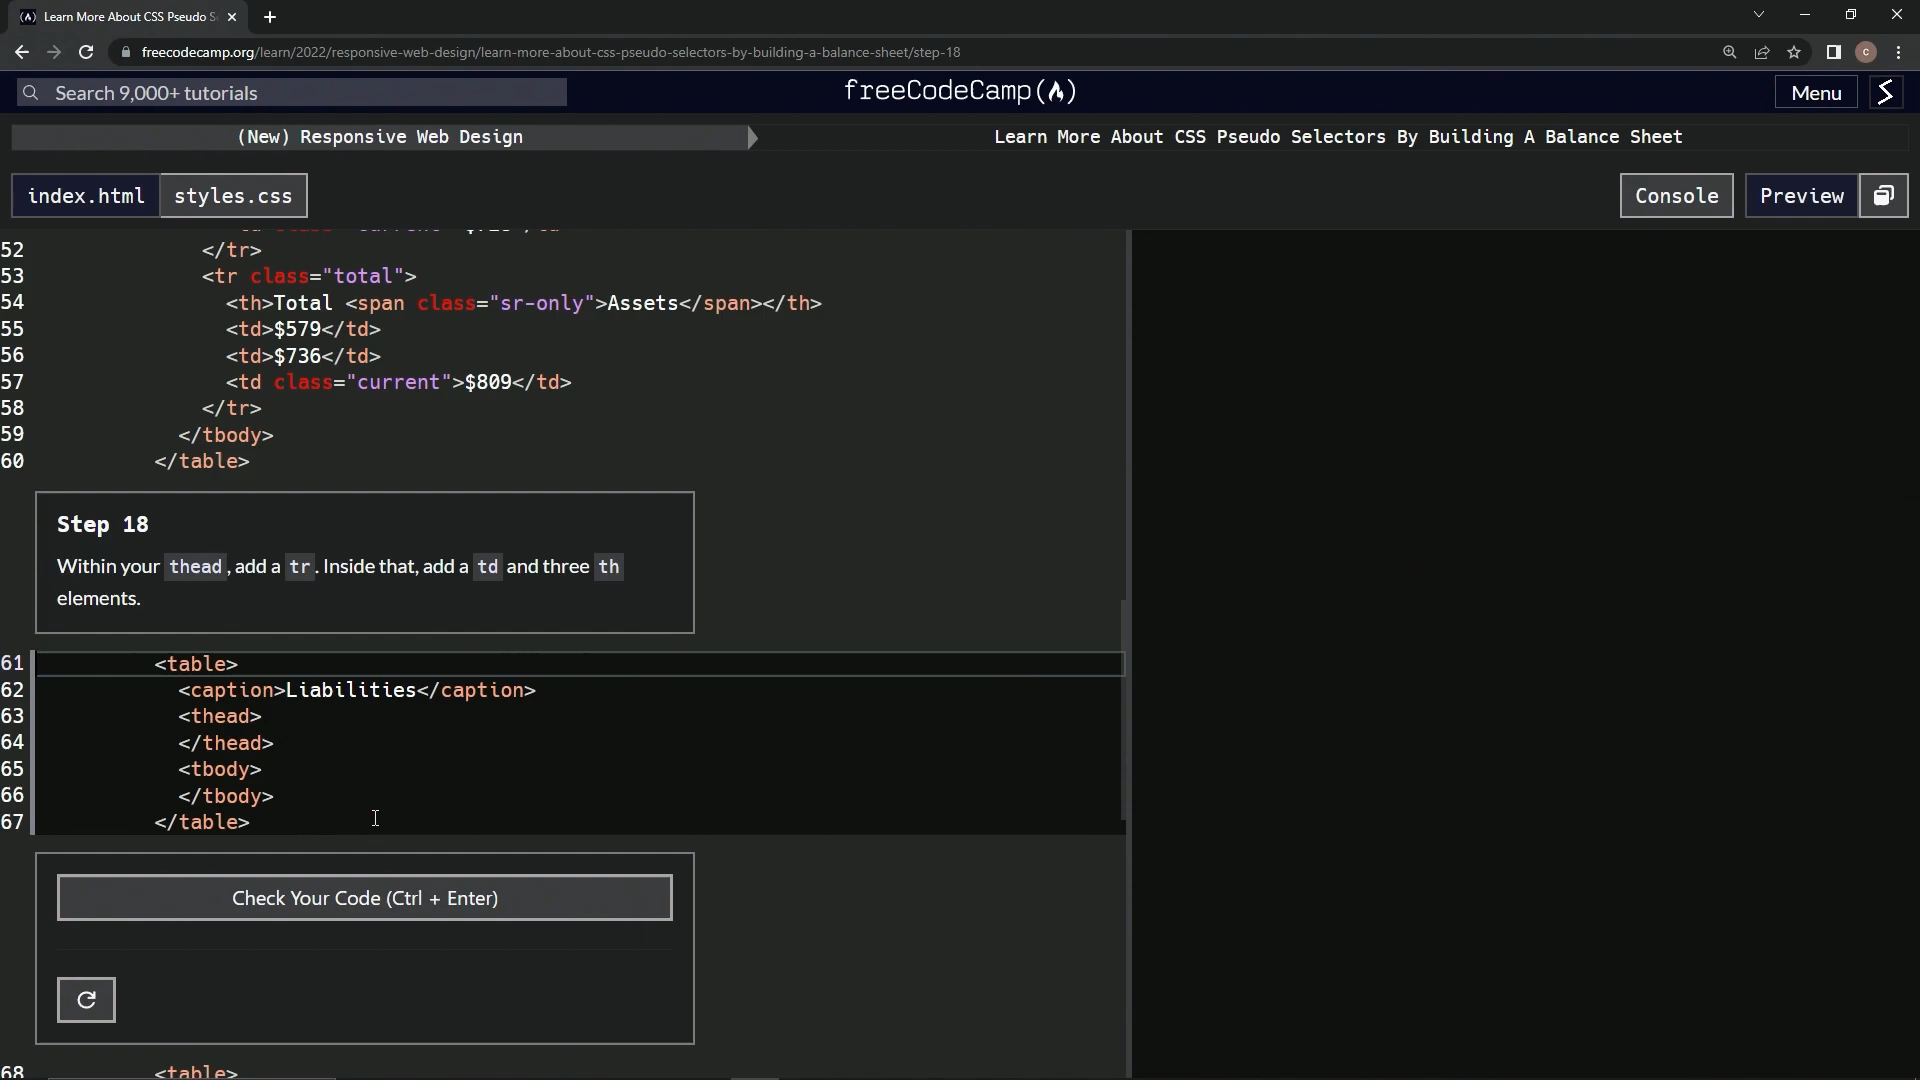 Learn More About CSS Pseudo S
freecodecamp.org/learn/2022/responsive-web-design/learn-more-about-css-pseudo-selectors-by-building-a-balance-sheet/step-18
C
Search 9,000+ tutorials
freeCodeCamp
Menu
(New) Responsive Web Design
Learn More About CSS Pseudo Selectors By Building A Balance Sheet
index.html
styles.css
Console
Preview
52 </tr>
53 <tr class="total">
54 <th>Total <span class="sr-only">Assets</span></th>
55 <td>$579</td>
56 <td>$736</td>
57 <td class="current">$809</td>
58 </tr>
59 </tbody>
60 </table>
Step 18
Within your thead, add a tr. Inside that, add a td and three th
elements.
61 <table>
62 <caption>Liabilities</caption>
63 <thead>
64 </thead>
65 <tbody>
66 </tbody>
67 </table>
Check Your Code (Ctrl + Enter)
68 <table>